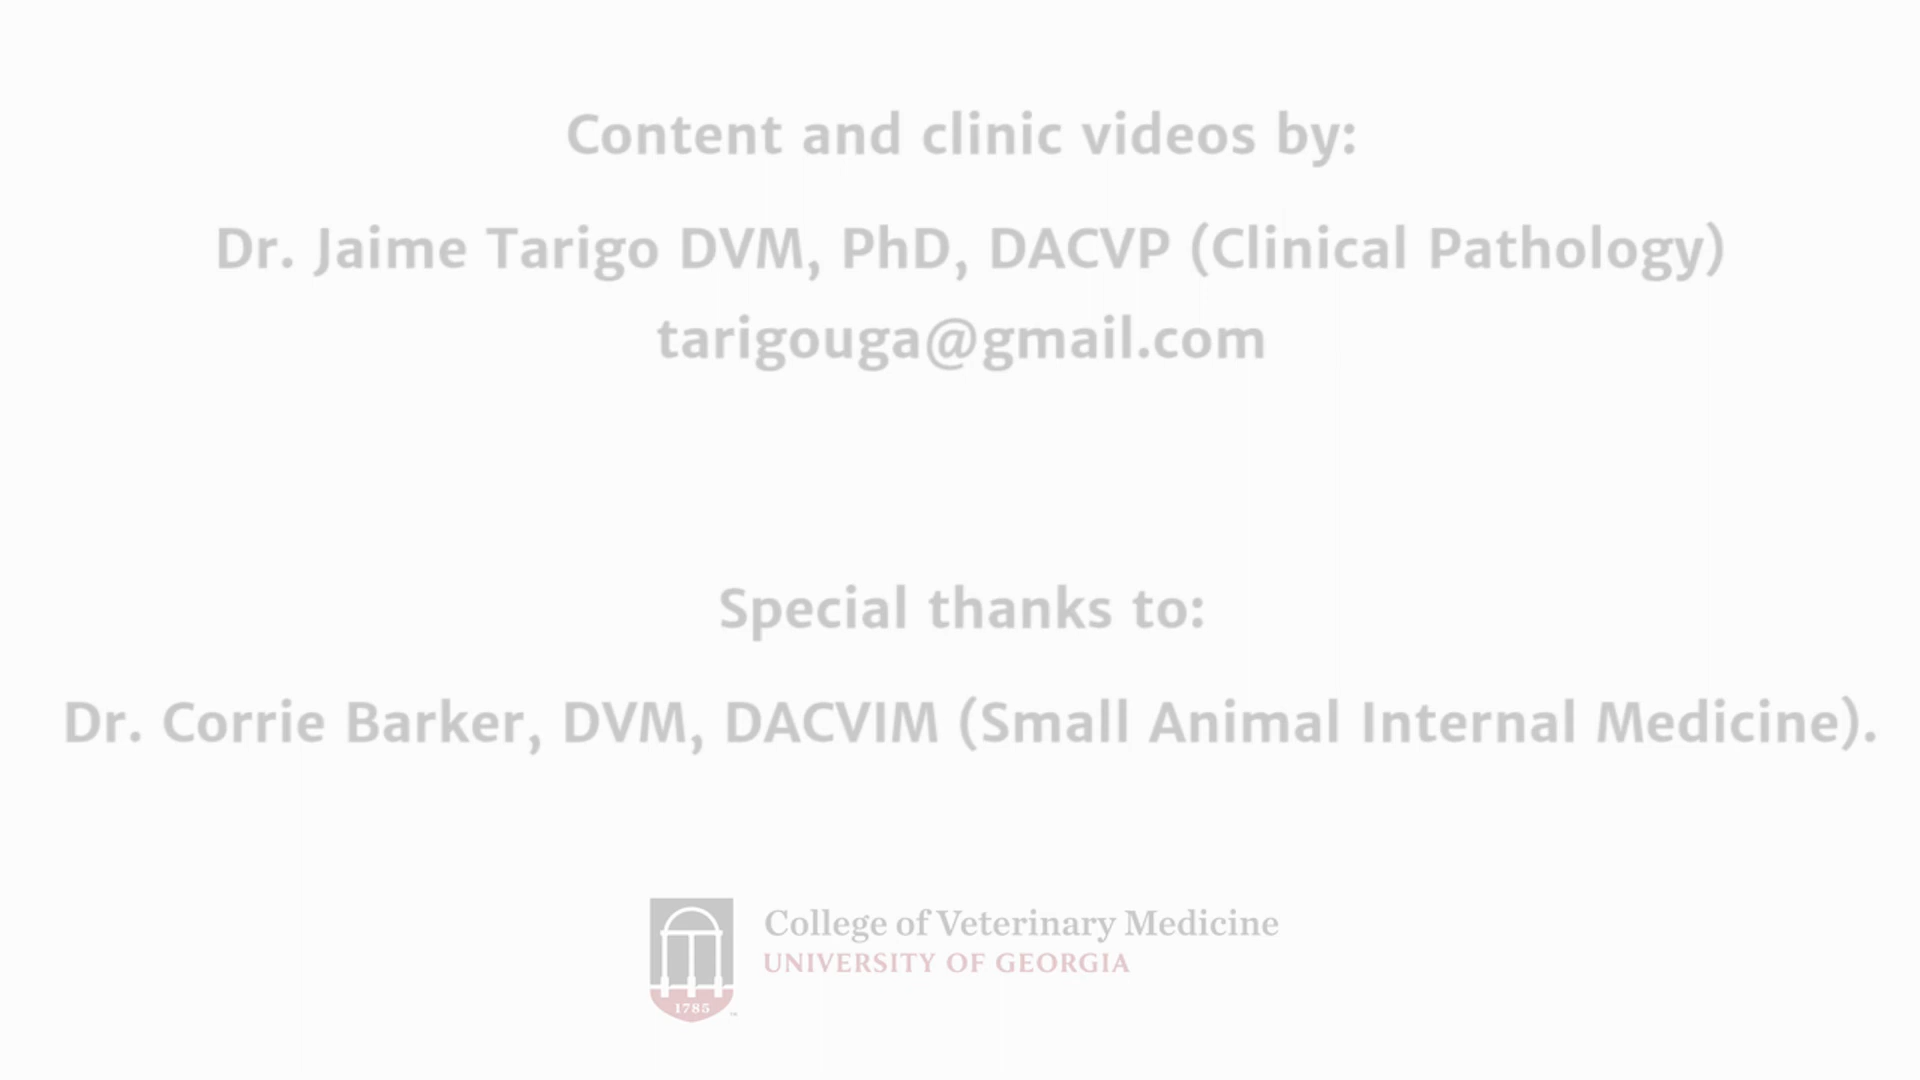 Content and clinic videos by:
Dr. Jaime Tarigo DVM, PhD, DACVP (Clinical Pathology)
tarigouga@gmail.com
Special thanks to:
Dr. Corrie Barker, DVM, DACVIM (Small Animal Internal Medicine).
College of Veterinary Medicine
UNIVERSITY OF GEORGIA
1785